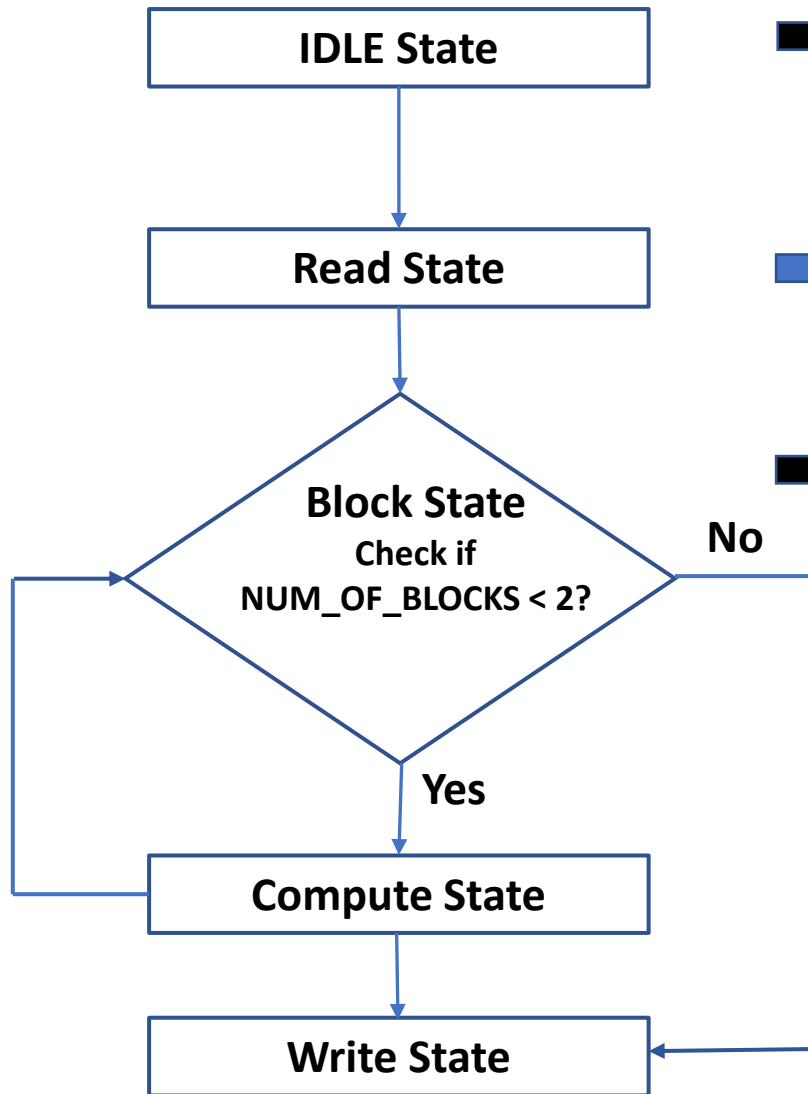 IDLE State
Read State
Block State
Check if
NUM_OF_BLOCKS < 2?
No
Yes
Compute State
Write State